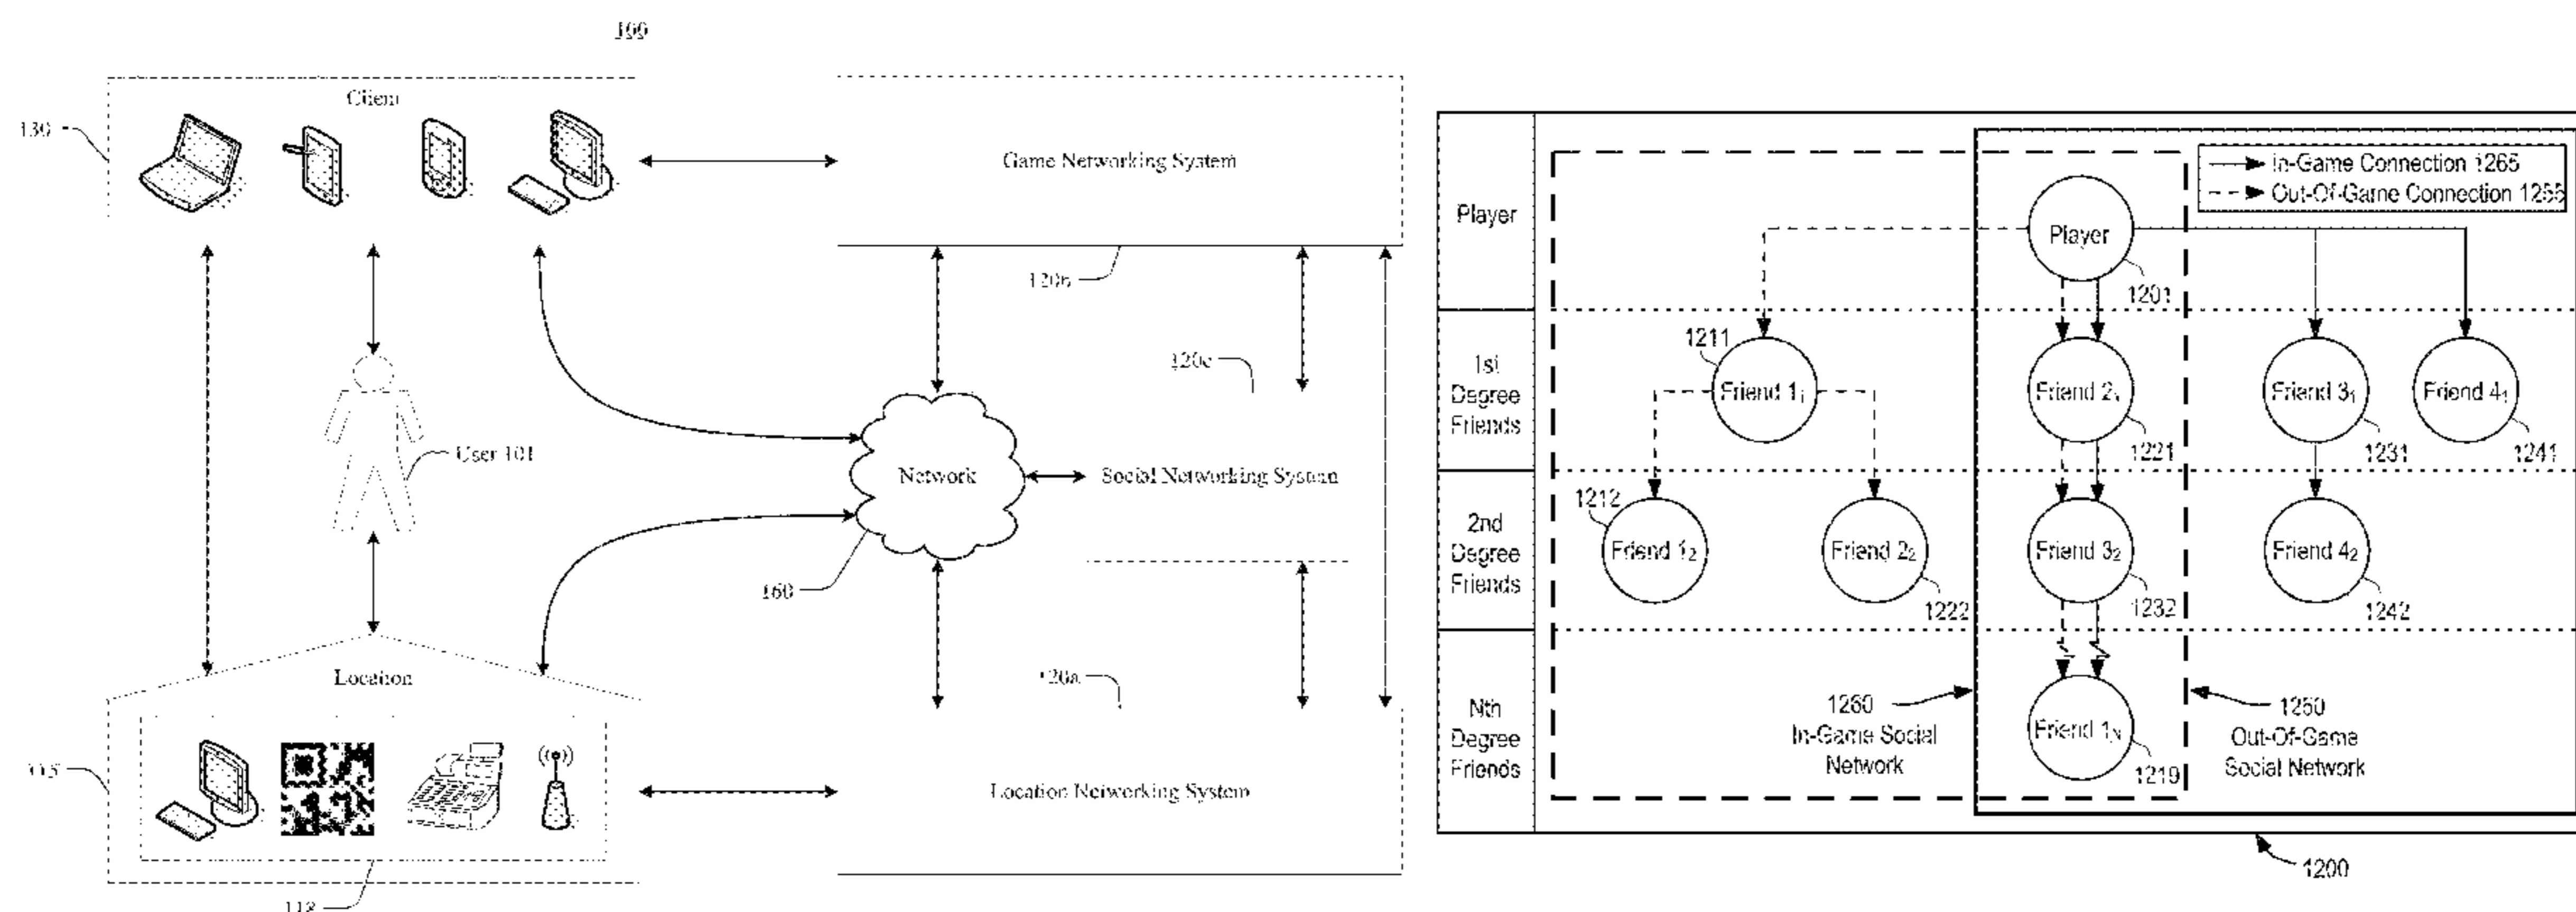 100
Client
130
Game Networking System
120b
120c
User 101
Network
Social Networking System
160
120a
Location
115
Location Networking System
118
In-Game Connection 1265
Out-Of-Game Connection 1255
Player
Player
1201
1st
Degree
Friends
1211
Friend 1₁
Friend 2₁
1221
Friend 3₁
1231
Friend 4₁
1241
2nd
Degree
Friends
1212
Friend 1₂
Friend 2₂
1222
Friend 3₂
1232
Friend 4₂
1242
Nth
Degree
Friends
1260
In-Game Social
Network
Friend 1N
1219
1250
Out-Of-Game
Social Network
1200